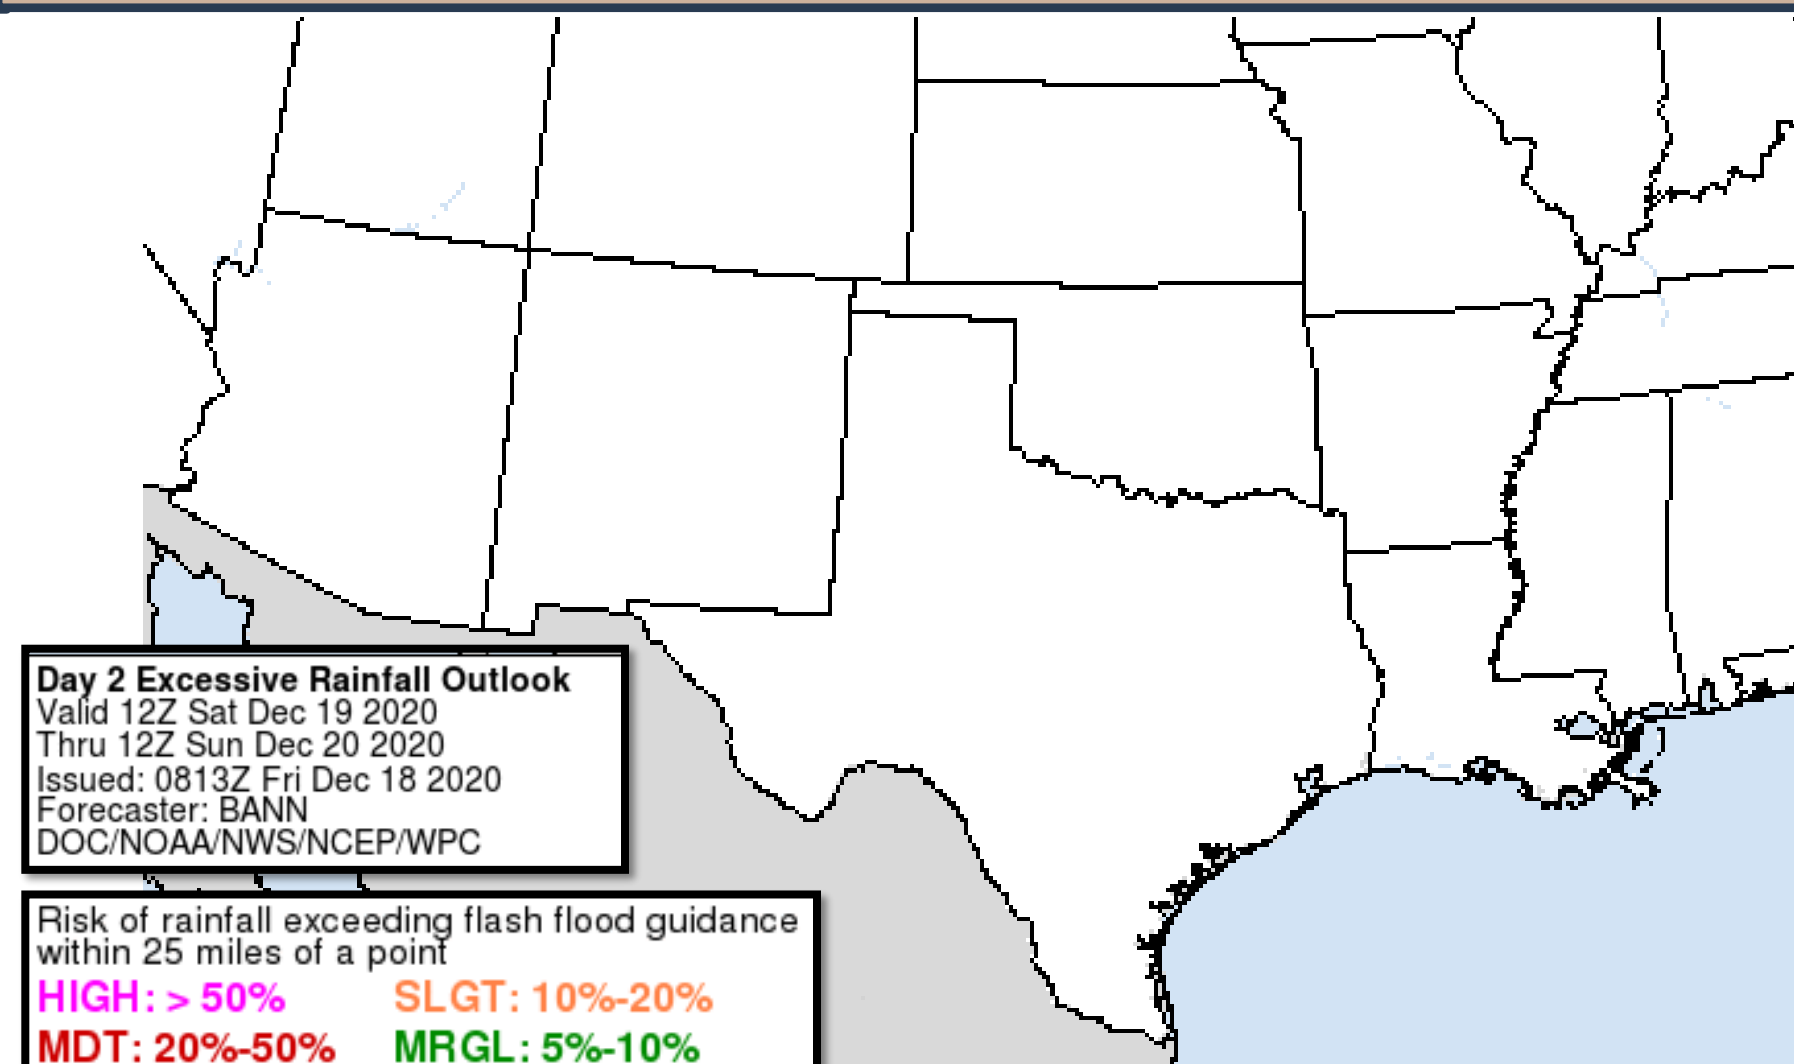 Day 2 Excessive Rainfall Outlook
Valid 12Z Sat Dec 19 2020
Thru 12Z Sun Dec 20 2020
Issued: 0813Z Fri Dec 18 2020
Forecaster: BANN
DOC/NOAA/NWS/NCEP/WPC
Risk of rainfall exceeding flash flood guidance
within 25 miles of a point
HIGH: > 50% SLGT: 10%-20%
MDT: 20%-50% MRGL: 5%-10%